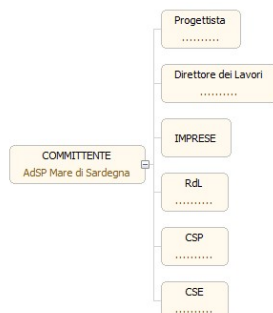 Progettista
..........
Direttore dei Lavori
..........
IMPRESE
COMMITTENTE
AdSP Mare di Sardegna
RdL
..........
CSP
..........
CSE
..........